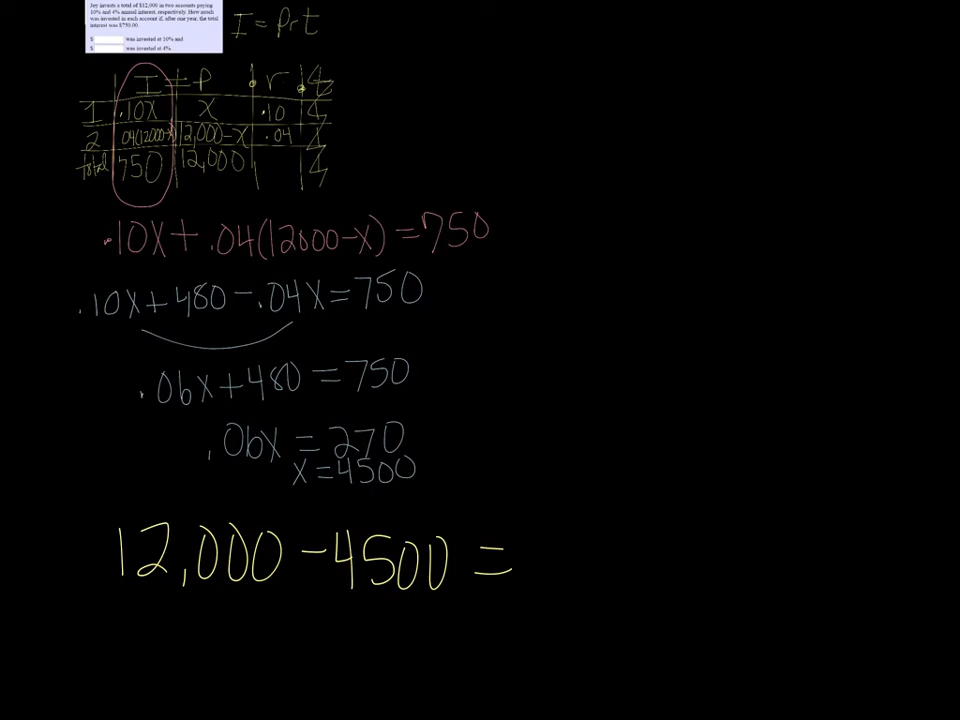 Joy invests a total of $12,000 in two accounts paying
10% and 4% annual interest, respectively. How much
was invested in each account if, after one year, the total
interest was $750.00.
$ was invested at 10% and
$ was invested at 4%.
I = Prt
I = P · r · t
1 .10x x .10 1
2 .04(12000-x) 12,000-x .04 1
total 750 12,000 1
.10x + .04(12000-x) = 750
.10x + 480 - .04x = 750
.06x + 480 = 750
.06x = 270
x = 4500
12,000 - 4500 =